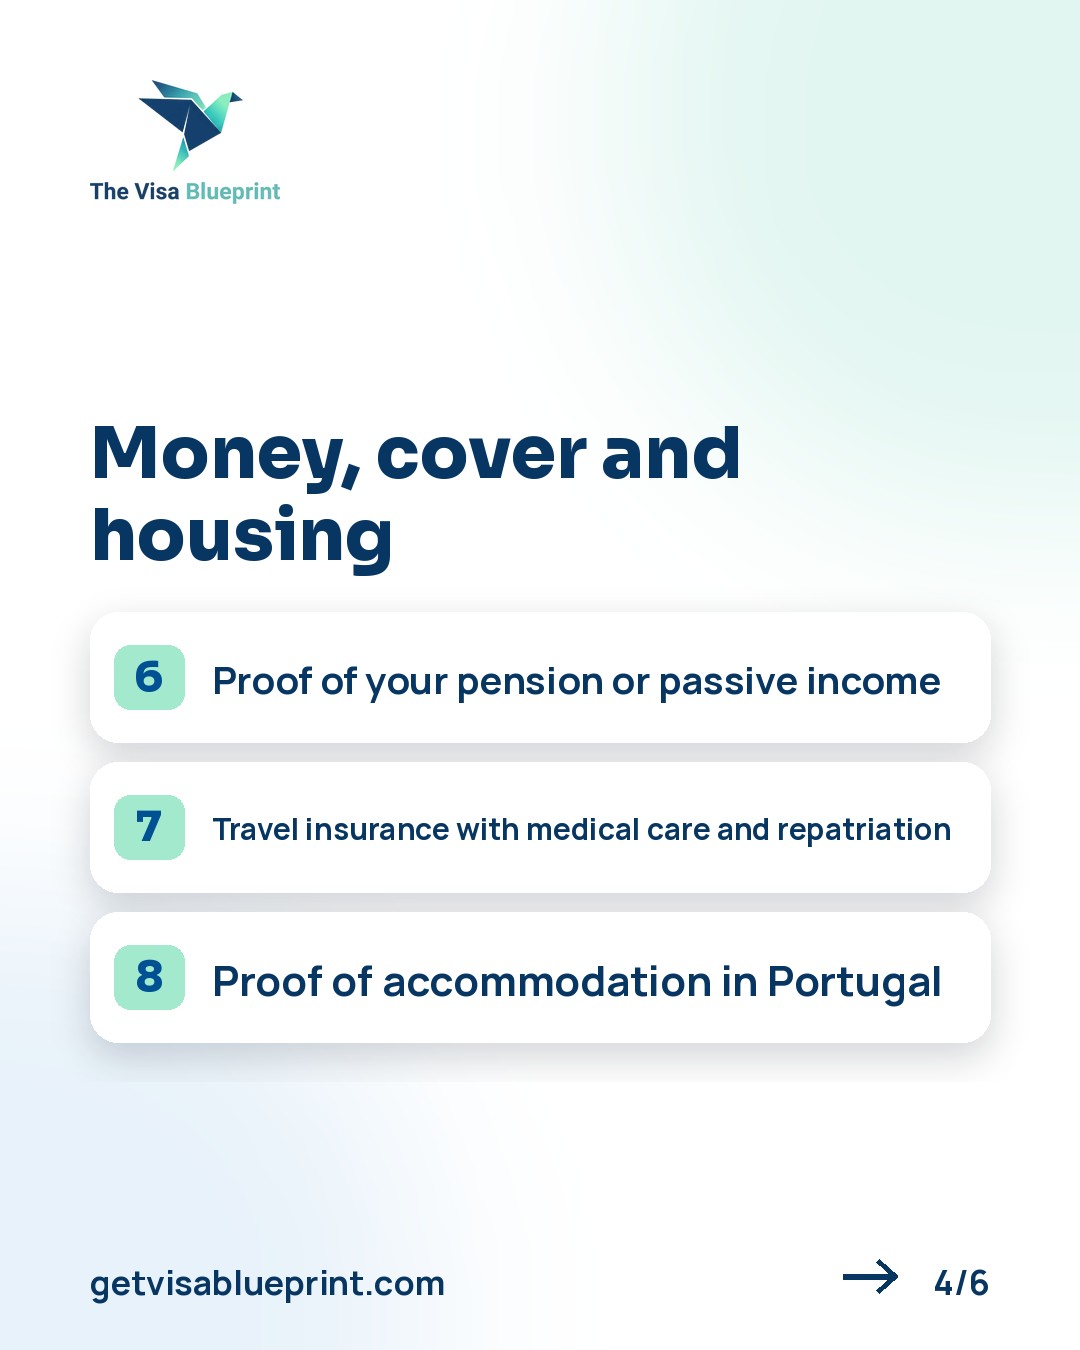 The Visa Blueprint
Money, cover and
housing
6 Proof of your pension or passive income
7 Travel insurance with medical care and repatriation
8 Proof of accommodation in Portugal
getvisablueprint.com
4/6